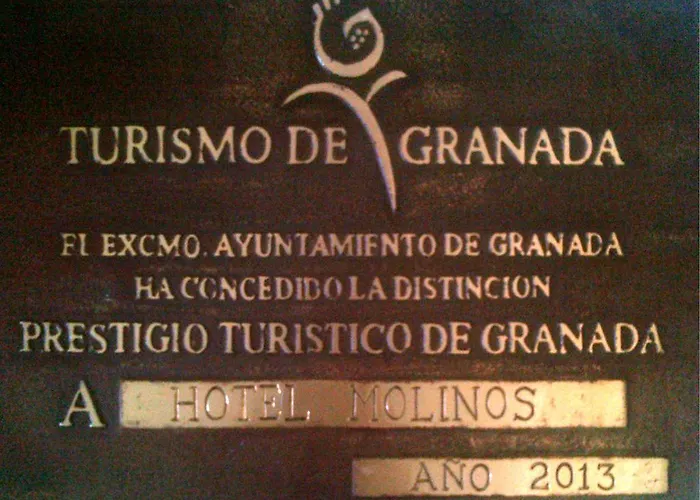 TURISMO DE GRANADA
EL EXCMO. AYUNTAMIENTO DE GRANADA
HA CONCEDIDO LA DISTINCION
PRESTIGIO TURISTICO DE GRANADA
A HOTEL MOLINOS
AÑO 2013